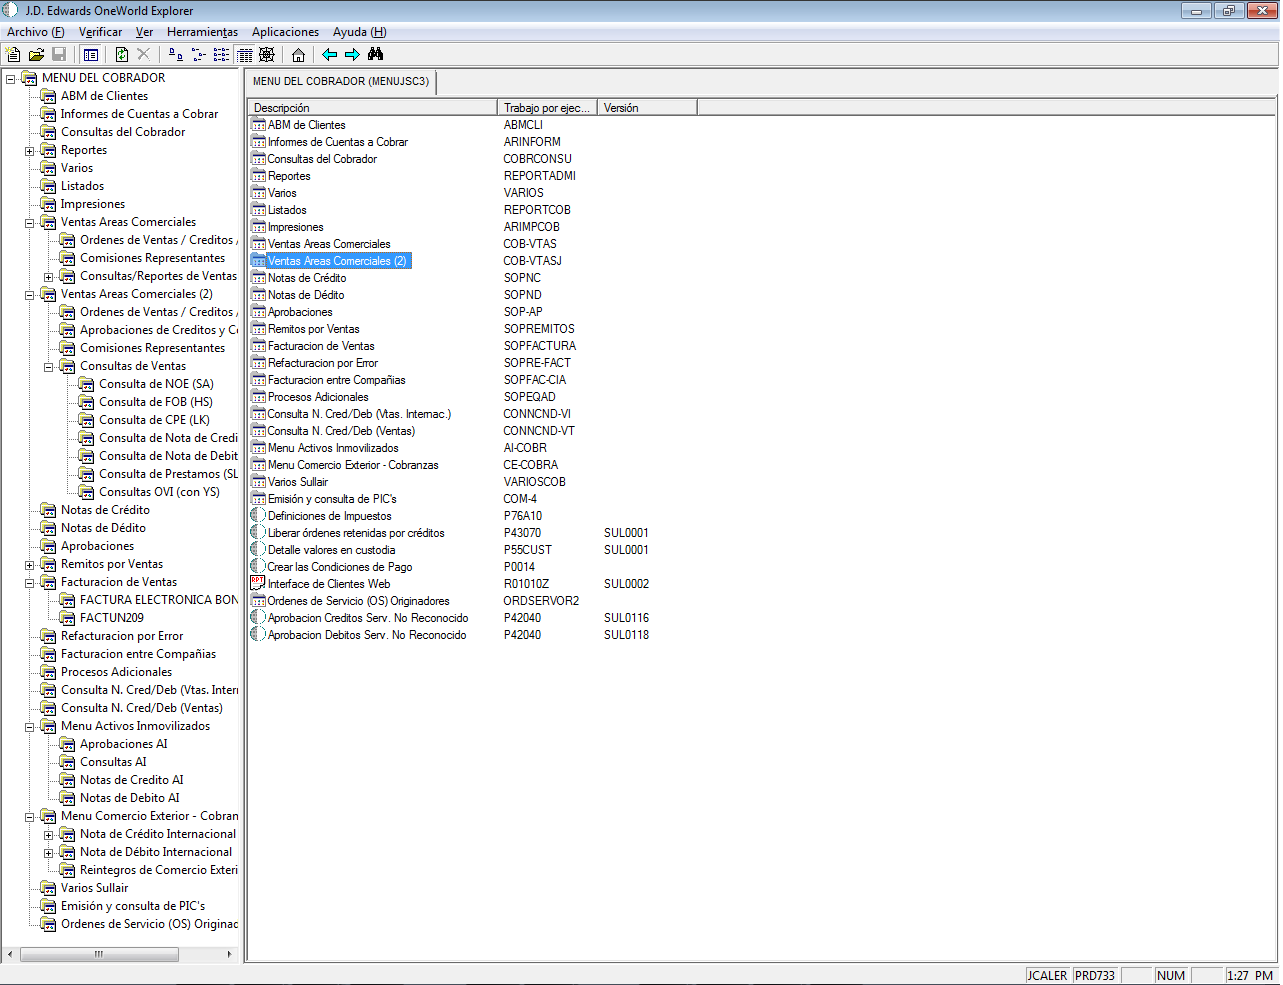 J.D. Edwards OneWorld Explorer
Archivo (F) Verificar Ver Herramientas Aplicaciones Ayuda (H)
MENU DEL COBRADOR
ABM de Clientes
Informes de Cuentas a Cobrar
Consultas del Cobrador
Reportes
Varios
Listados
Impresiones
Ventas Areas Comerciales
Ordenes de Ventas / Creditos /
Comisiones Representantes
Consultas/Reportes de Ventas
Ventas Areas Comerciales (2)
Ordenes de Ventas / Creditos /
Aprobaciones de Creditos y C
Comisiones Representantes
Consultas de Ventas
Consulta de NOE (SA)
Consulta de FOB (HS)
Consulta de CPE (LK)
Consulta de Nota de Credi
Consulta de Nota de Debit
Consulta de Prestamos (SL
Consultas OVI (con YS)
Notas de Crédito
Notas de Dédito
Aprobaciones
Remitos por Ventas
Facturacion de Ventas
FACTURA ELECTRONICA BON
FACTUN209
Refacturacion por Error
Facturacion entre Compañias
Procesos Adicionales
Consulta N. Cred/Deb (Vtas. Inter
Consulta N. Cred/Deb (Ventas)
Menu Activos Inmovilizados
Aprobaciones AI
Consultas AI
Notas de Credito AI
Notas de Debito AI
Menu Comercio Exterior - Cobran
Nota de Crédito Internacional
Nota de Débito Internacional
Reintegros de Comercio Exteri
Varios Sullair
Emisión y consulta de PIC's
Ordenes de Servicio (OS) Originac
MENU DEL COBRADOR (MENUJSC3)
Descripción Trabajo por ejec... Versión
ABM de Clientes ABMCLI
Informes de Cuentas a Cobrar ARINFORM
Consultas del Cobrador COBRCONSU
Reportes REPORTADMI
Varios VARIOS
Listados REPORTCOB
Impresiones ARIMPCOB
Ventas Areas Comerciales COB-VTAS
Ventas Areas Comerciales (2) COB-VTASJ
Notas de Crédito SOPNC
Notas de Dédito SOPND
Aprobaciones SOP-AP
Remitos por Ventas SOPREMITOS
Facturacion de Ventas SOPFACTURA
Refacturacion por Error SOPRE-FACT
Facturacion entre Compañias SOPFAC-CIA
Procesos Adicionales SOPEQAD
Consulta N. Cred/Deb (Vtas. Internac.) CONNCND-VI
Consulta N. Cred/Deb (Ventas) CONNCND-VT
Menu Activos Inmovilizados AI-COBR
Menu Comercio Exterior - Cobranzas CE-COBRA
Varios Sullair VARIOSCOB
Emisión y consulta de PIC's COM-4
Definiciones de Impuestos P76A10
Liberar órdenes retenidas por créditos P43070 SUL0001
Detalle valores en custodia P55CUST SUL0001
Crear las Condiciones de Pago P0014
RPT Interface de Clientes Web R01010Z SUL0002
Ordenes de Servicio (OS) Originadores ORDSERVOR2
Aprobacion Creditos Serv. No Reconocido P42040 SUL0116
Aprobacion Debitos Serv. No Reconocido P42040 SUL0118
JCALER PRD733 NUM 1:27 PM